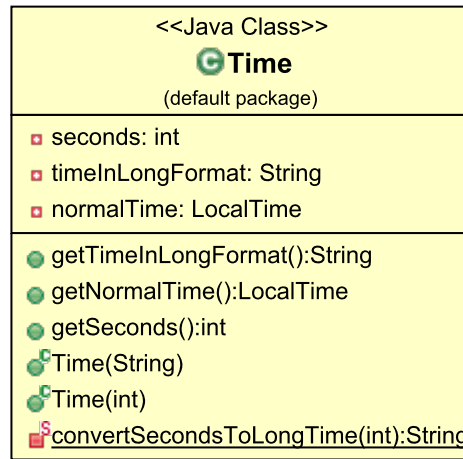 <<Java Class>>
C Time
(default package)
seconds: int
timeInLongFormat: String
normalTime: LocalTime
getTimeInLongFormat():String
getNormalTime():LocalTime
getSeconds():int
C Time(String)
C Time(int)
S convertSecondsToLongTime(int):String